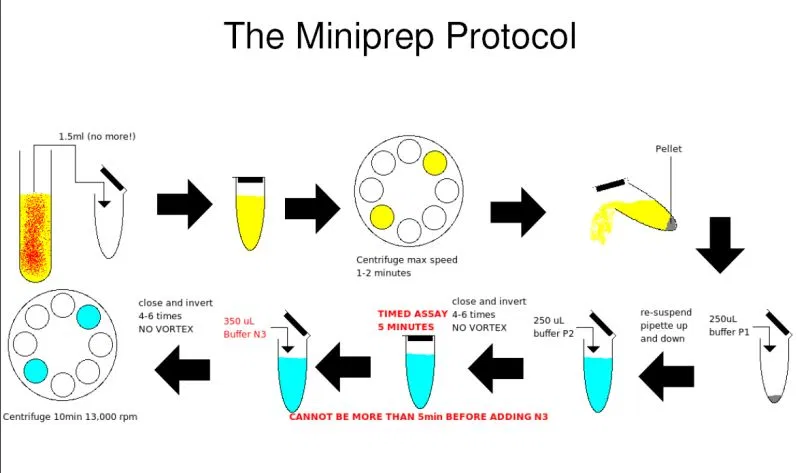 The Miniprep Protocol
1.5ml (no more!)
Centrifuge max speed
1-2 minutes
Pellet
250uL
buffer P1
re-suspend
pipette up
and down
250 uL
buffer P2
close and invert
4-6 times
NO VORTEX
TIMED ASSAY
5 MINUTES
CANNOT BE MORE THAN 5min BEFORE ADDING N3
350 uL
Buffer N3
close and invert
4-6 times
NO VORTEX
Centrifuge 10min 13,000 rpm